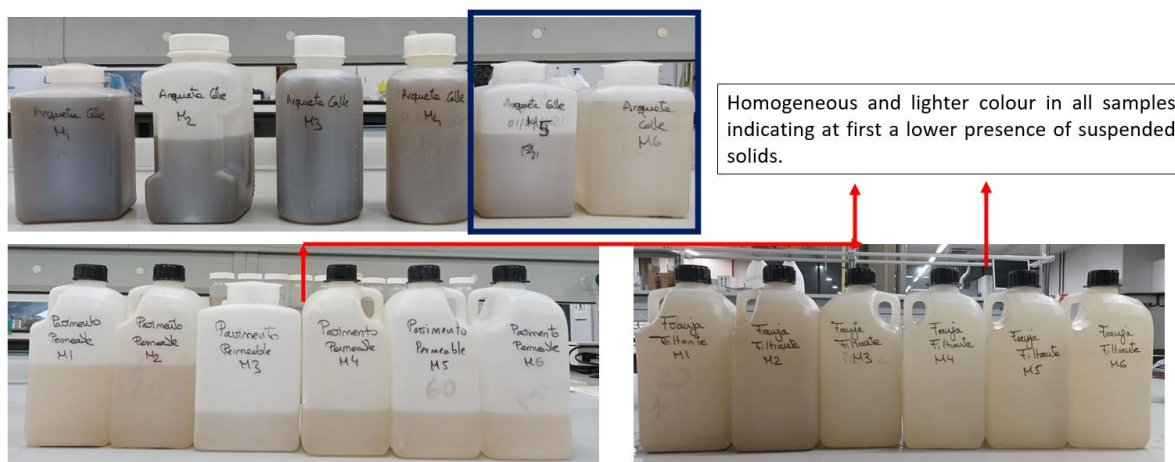 Arqueta Calle
M1
Arqueta Calle
M2
Arqueta Calle
M3
Arqueta Calle
M4
Arqueta Calle
M5
Arqueta
Calle
M6
Homogeneous and lighter colour in all samples
indicating at first a lower presence of suspended
solids.
Pavimento
Permeable
M1
Pavimento
Permeable
M2
Pavimento
Permeable
M3
Pavimento
Permeable
M4
Pavimento
Permeable
M5
60
Pavimento
Permeable
M6
Franja
Filtrante
M1
Franja
Filtrante
M2
Franja
Filtrante
M3
Franja
Filtrante
M4
Franja
Filtrante
M5
Franja
Filtrante
M6